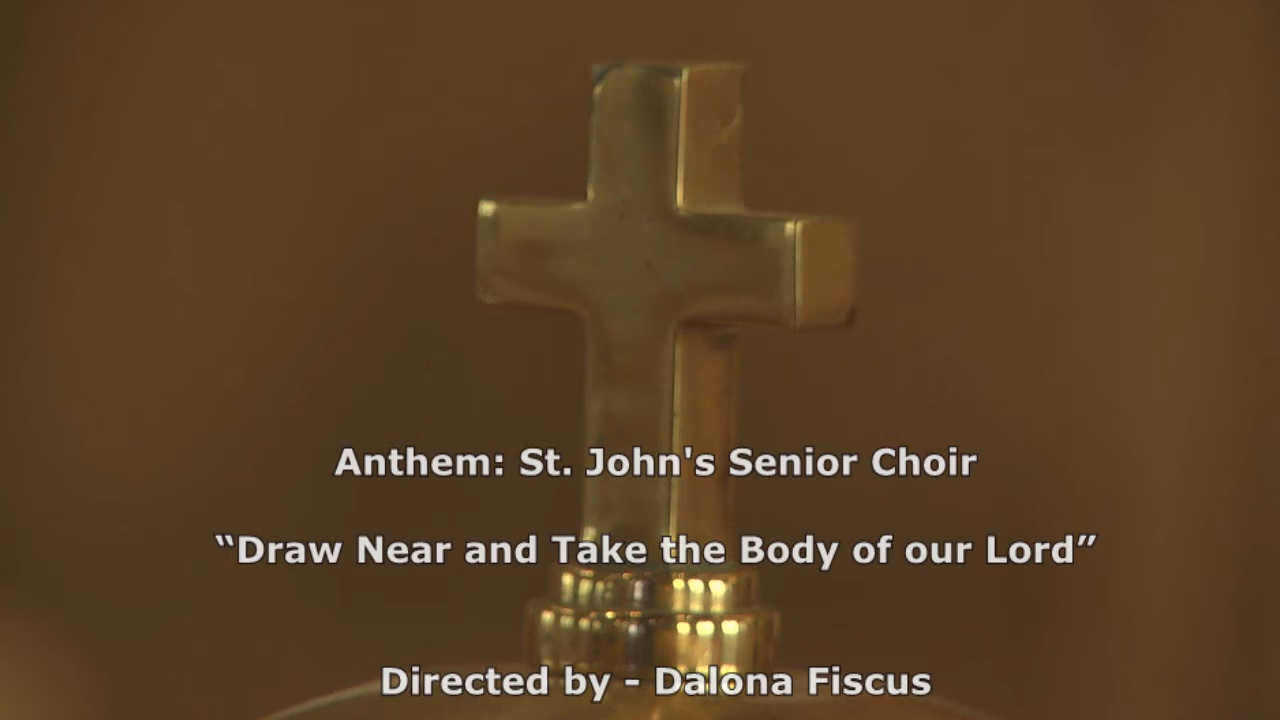 Anthem: St. John's Senior Choir
“Draw Near and Take the Body of our Lord”
Directed by - Dalona Fiscus